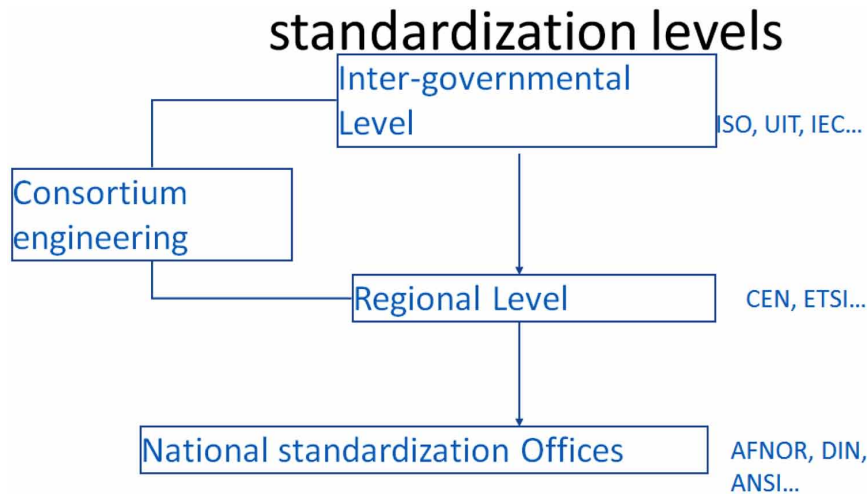 standardization levels
Inter-governmental
Level
ISO, UIT, IEC...
Consortium
engineering
Regional Level
CEN, ETSI...
National standardization Offices
AFNOR, DIN,
ANSI...